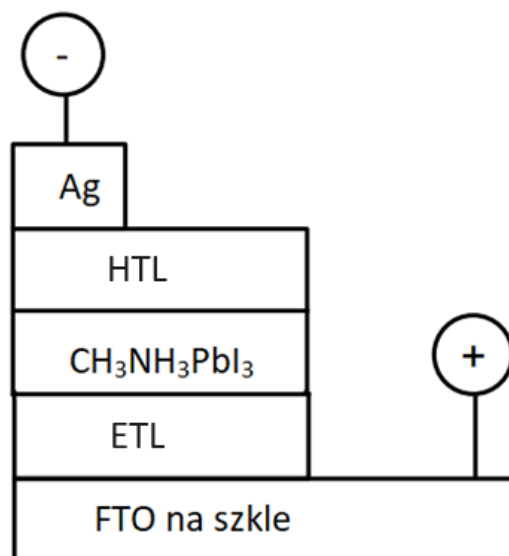 -
Ag
HTL
CH₃NH₃PbI₃
+
ETL
FTO na szkle